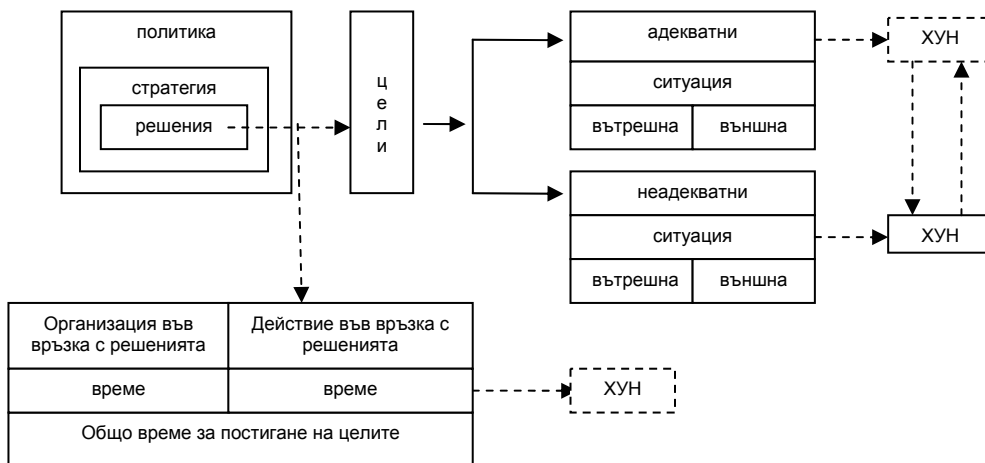 политика
стратегия
решения
ц
е
л
и
адекватни
ситуация
вътрешна
външна
ХУН
неадекватни
ситуация
вътрешна
външна
ХУН
Организация във
връзка с решенията
Действие във връзка с
решенията
време
време
ХУН
Общо време за постигане на целите